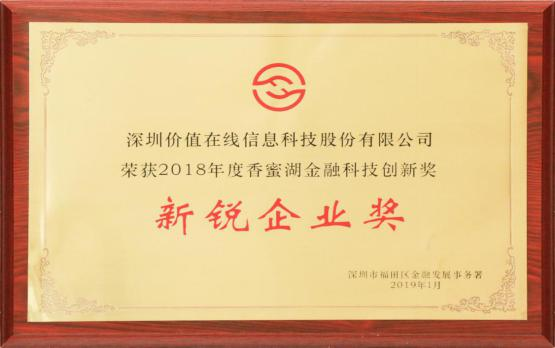 深圳价值在线信息科技股份有限公司
荣获2018年度香蜜湖金融科技创新奖
新锐企业奖
深圳市福田区金融发展事务署
2019年1月